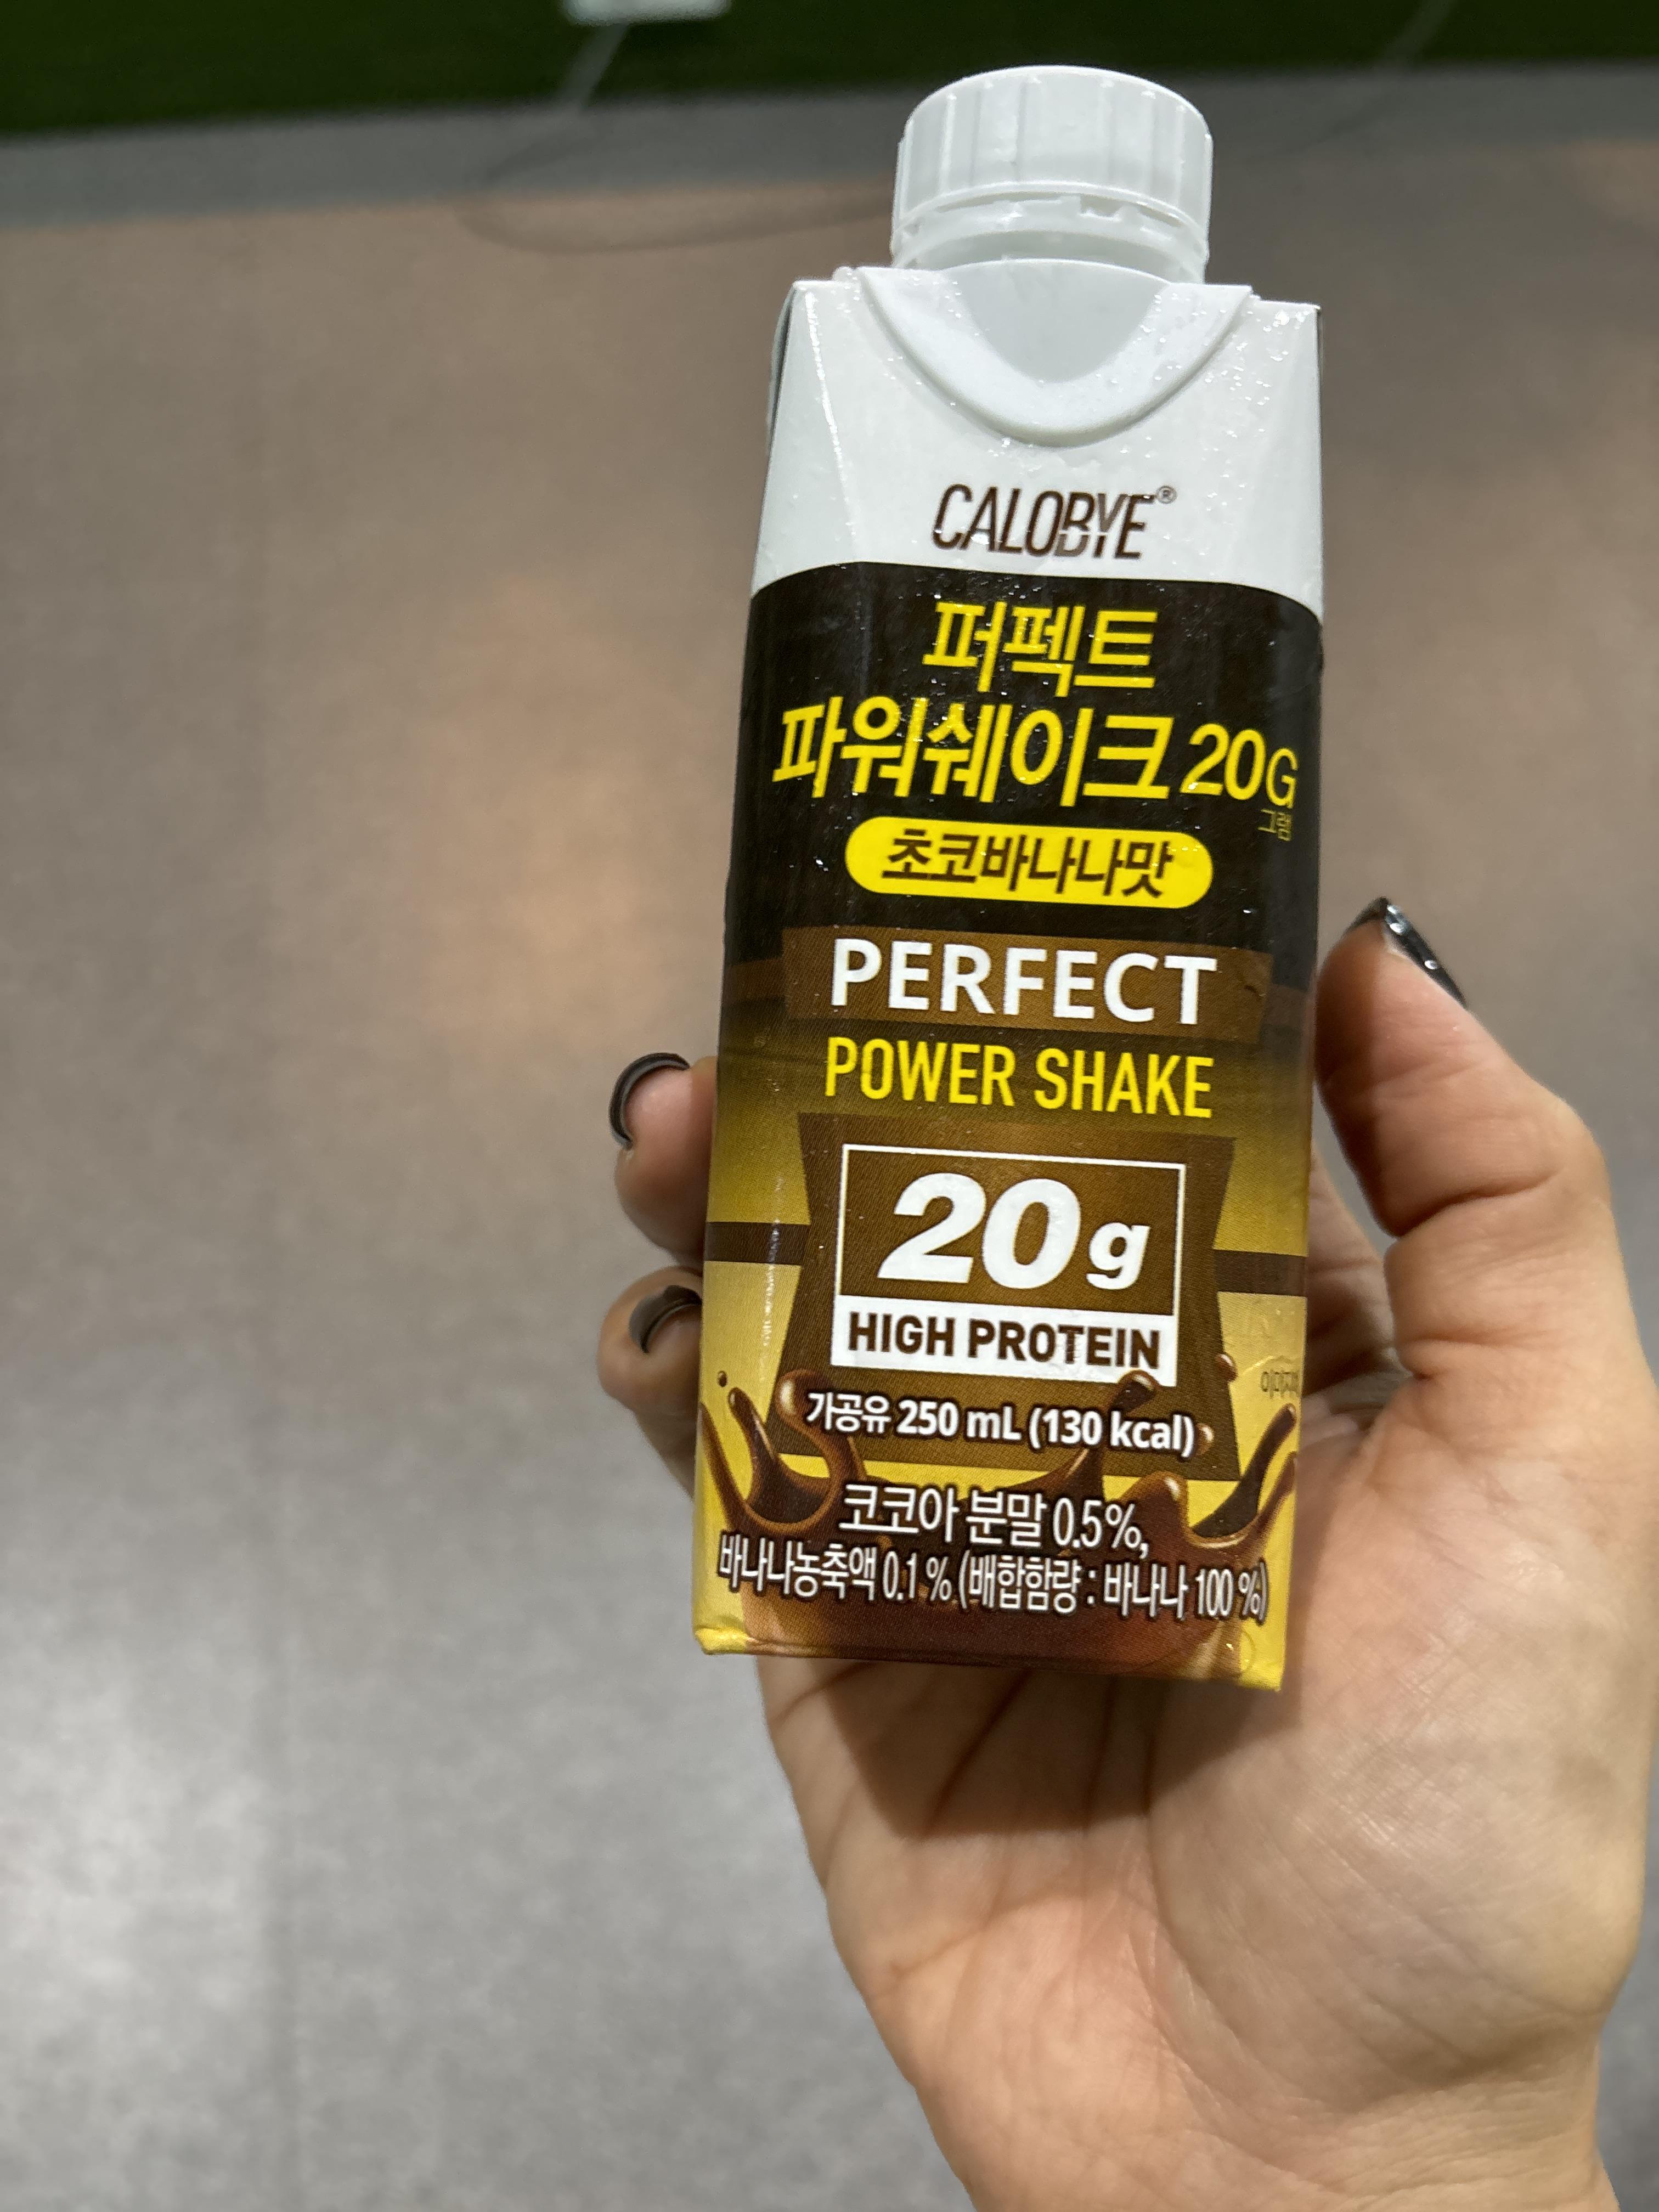 CALOBYE®
퍼펙트
파워쉐이크 20G
그램
초코바나나맛
PERFECT
POWER SHAKE
20g
HIGH PROTEIN
가공유 250 mL (130 kcal)
코코아 분말 0.5%,
바나나농축액 0.1 % (배합함량 : 바나나 100 %)